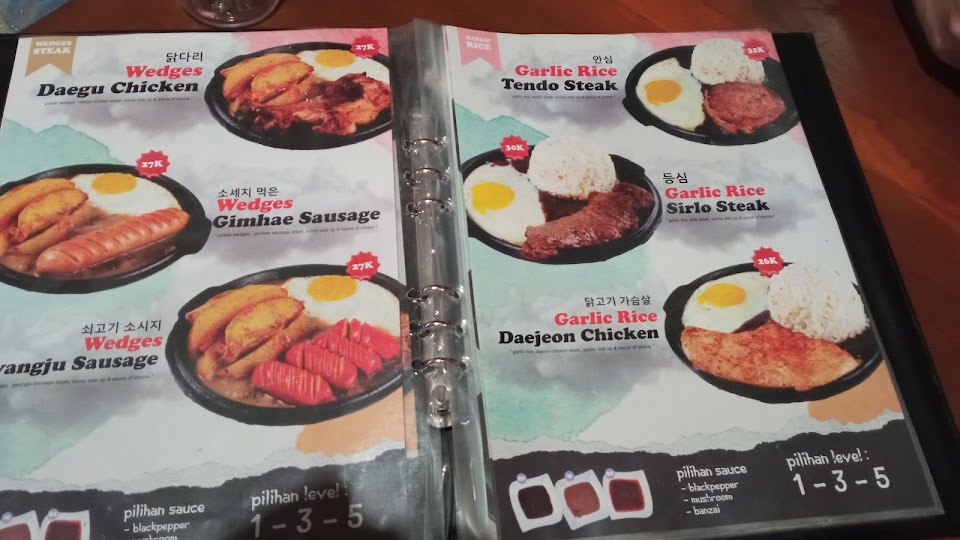 WEDGES
STEAK
닭다리
Wedges
Daegu Chicken
27K
27K
소세지 먹은
Wedges
Gimhae Sausage
27K
쇠고기 소시지
Wedges
yangju Sausage
pilihan sauce
- blackpepper
pilihan level :
1 - 3 - 5
GARLIC
RICE
안심
Garlic Rice
Tendo Steak
32K
30K
등심
Garlic Rice
Sirlo Steak
26K
닭고기 가슴살
Garlic Rice
Daejeon Chicken
pilihan sauce
- blackpepper
- mushroom
- banzai
pilihan level :
1 - 3 - 5